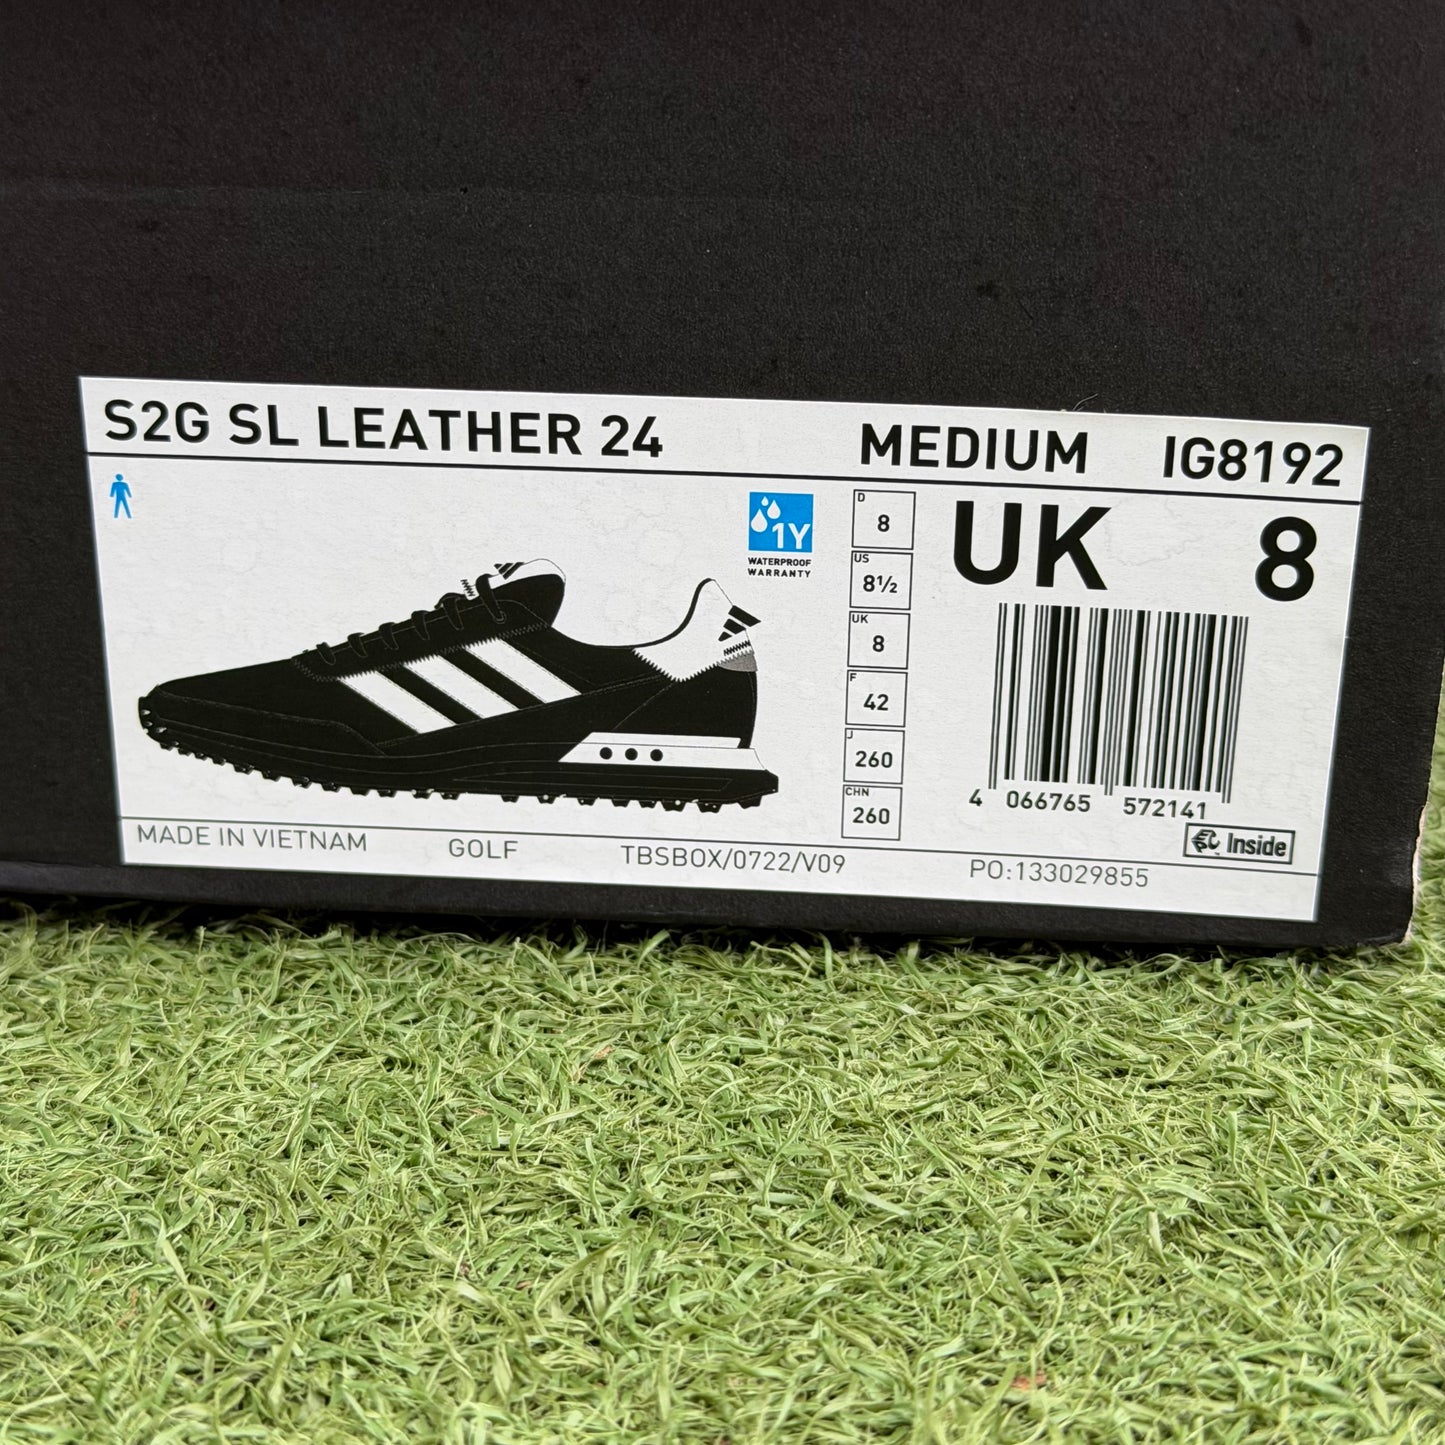 S2G SL LEATHER 24 MEDIUM IG8192
1Y
WATERPROOF
WARRANTY
D
8
US
8½
UK
8
F
42
J
260
CHN
260
UK 8
4 066765 572141
Inside
MADE IN VIETNAM GOLF TBSBOX/0722/V09 PO:133029855